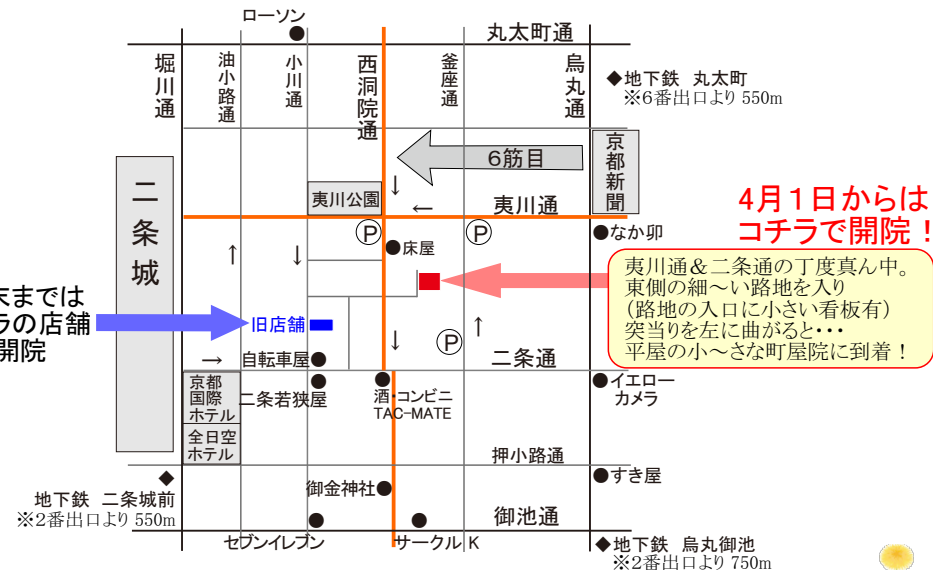 ローソン
丸太町通
堀川通
油小路通
小川通
西洞院通
釜座通
烏丸通
◆地下鉄 丸太町
※6番出口より 550m
6筋目
京都新聞
二条城
夷川公園
夷川通
4月1日からは
コチラで開院!
P
P
●なか卯
●床屋
夷川通&二条通の丁度真ん中。
東側の細~い路地を入り
(路地の入口に小さい看板有)
突当りを左に曲がると・・・
平屋の小~さな町屋院に到着!
末までは
ラの店舗
開院
旧店舗
P
自転車屋●
二条通
京都
国際
ホテル
二条若狭屋
酒・コンビニ
TAC-MATE
●イエロー
カメラ
全日空
ホテル
押小路通
●すき屋
地下鉄 二条城前
※2番出口より 550m
御金神社●
御池通
セブンイレブン
サークルK
◆地下鉄 烏丸御池
※2番出口より 750m